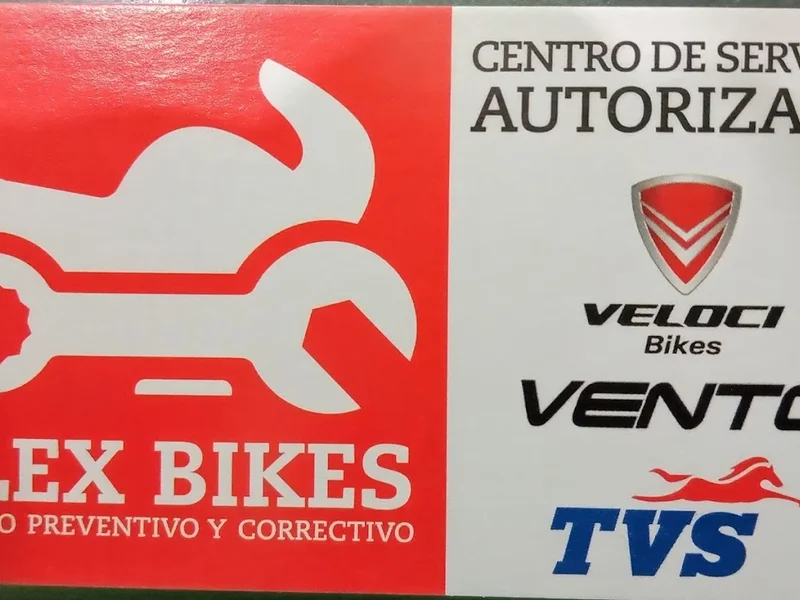 LEX BIKES
O PREVENTIVO Y CORRECTIVO
CENTRO DE SERV
AUTORIZA
VELOCI
Bikes
VENTO
TVS